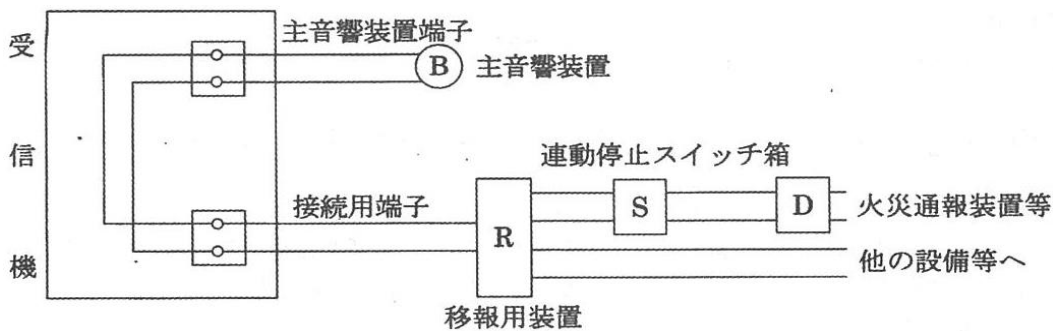 受信機
主音響装置端子
B
主音響装置
接続用端子
R
移報用装置
連動停止スイッチ箱
S
D
火災通報装置等
他の設備等へ